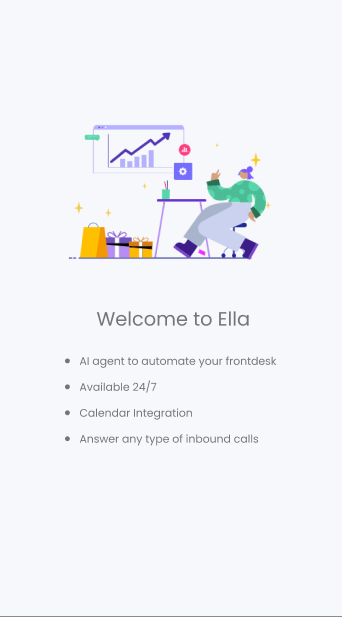 Welcome to Ella
AI agent to automate your frontdesk
Available 24/7
Calendar Integration
Answer any type of inbound calls